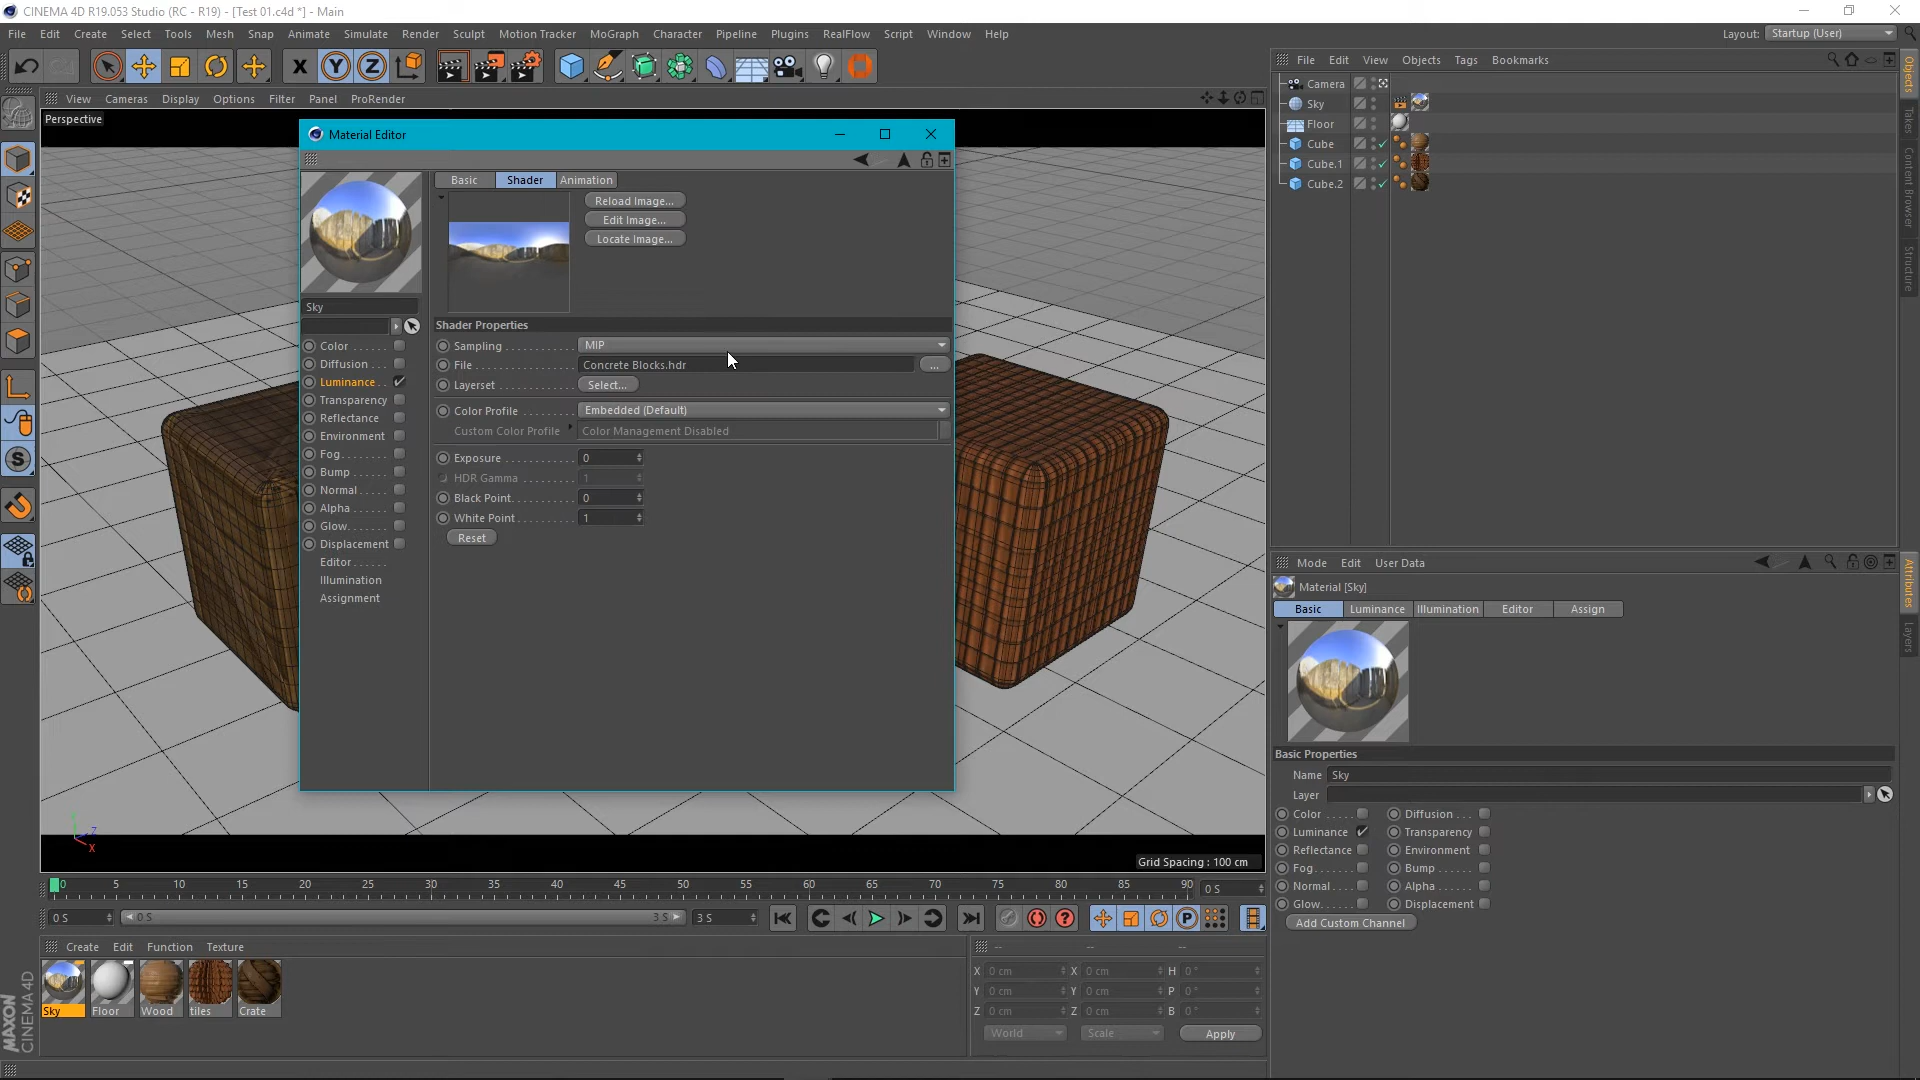 CINEMA 4D R19.053 Studio (RC - R19) - [Test 01.c4d *] - Main
File Edit Create Select Tools Mesh Snap Animate Simulate Render Sculpt Motion Tracker MoGraph Character Pipeline Plugins RealFlow Script Window Help
Layout: Startup (User)
X Y Z
File Edit View Objects Tags Bookmarks
View Cameras Display Options Filter Panel ProRender
Perspective
Camera
Sky
Floor
Cube
Cube.1
Cube.2
Objects
Takes
Content Browser
Structure
Material Editor
Basic Shader Animation
Reload Image...
Edit Image...
Locate Image...
Sky
Shader Properties
Sampling . . . . . . . . . . . MIP
File . . . . . . . . . . . . . . . . Concrete Blocks.hdr ...
Layerset . . . . . . . . . . . Select...
Color Profile . . . . . . . . Embedded (Default)
Custom Color Profile Color Management Disabled
Exposure . . . . . . . . . . 0
HDR Gamma . . . . . . . . 1
Black Point. . . . . . . . . 0
White Point . . . . . . . . 1
Reset
Color . . . . . .
Diffusion . . .
Luminance . .
Transparency
Reflectance
Environment
Fog. . . . . . .
Bump . . . . .
Normal . . . .
Alpha . . . . .
Glow. . . . . .
Displacement
Editor . . . . .
Illumination
Assignment
Mode Edit User Data
Material [Sky]
Basic Luminance Illumination Editor Assign
Basic Properties
Name Sky
Layer
Color . . . . Diffusion . . .
Luminance Transparency
Reflectance Environment
Fog. . . . . Bump . . . . .
Normal . . . Alpha . . . . .
Glow. . . . Displacement
Add Custom Channel
Attributes
Layers
Y Z X
Grid Spacing : 100 cm
0 5 10 15 20 25 30 35 40 45 50 55 60 65 70 75 80 85 90 0 S
0 S 0 S 3 S 3 S
Create Edit Function Texture
Sky Floor Wood tiles Crate
-- -- --
X 0 cm X 0 cm H 0 °
Y 0 cm Y 0 cm P 0 °
Z 0 cm Z 0 cm B 0 °
World Scale Apply
MAXON
CINEMA 4D